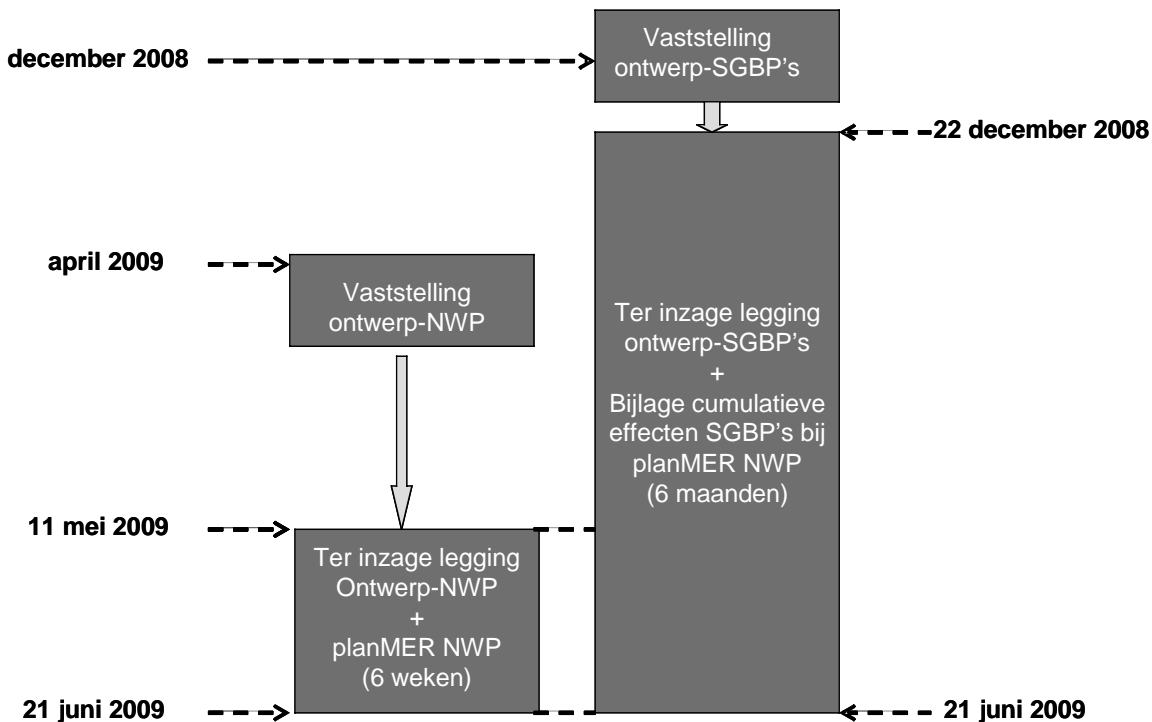 december 2008
Vaststelling
ontwerp-SGBP's
22 december 2008
april 2009
Vaststelling
ontwerp-NWP
Ter inzage legging
ontwerp-SGBP's
+
Bijlage cumulatieve
effecten SGBP's bij
planMER NWP
(6 maanden)
11 mei 2009
Ter inzage legging
Ontwerp-NWP
+
planMER NWP
(6 weken)
21 juni 2009
21 juni 2009